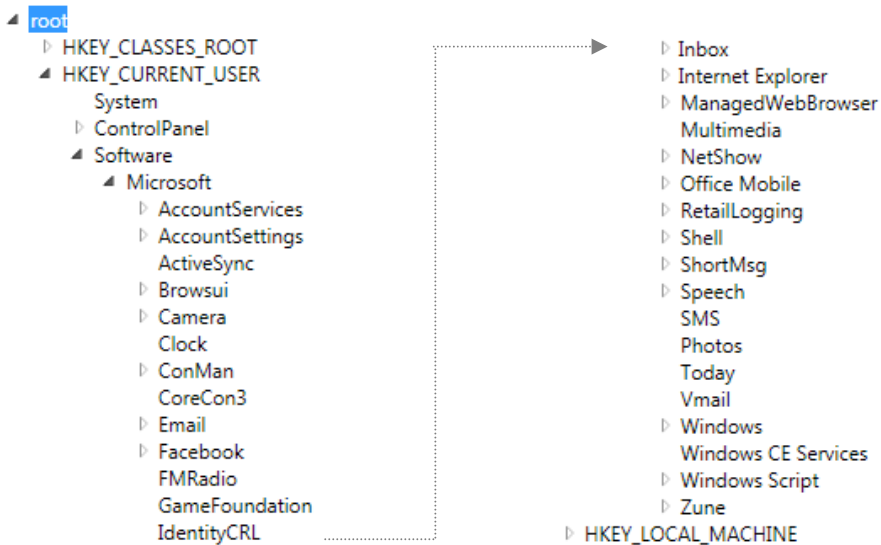 root
HKEY_CLASSES_ROOT
HKEY_CURRENT_USER
System
ControlPanel
Software
Microsoft
AccountServices
AccountSettings
ActiveSync
Browsui
Camera
Clock
ConMan
CoreCon3
Email
Facebook
FMRadio
GameFoundation
IdentityCRL
Inbox
Internet Explorer
ManagedWebBrowser
Multimedia
NetShow
Office Mobile
RetailLogging
Shell
ShortMsg
Speech
SMS
Photos
Today
Vmail
Windows
Windows CE Services
Windows Script
Zune
HKEY_LOCAL_MACHINE